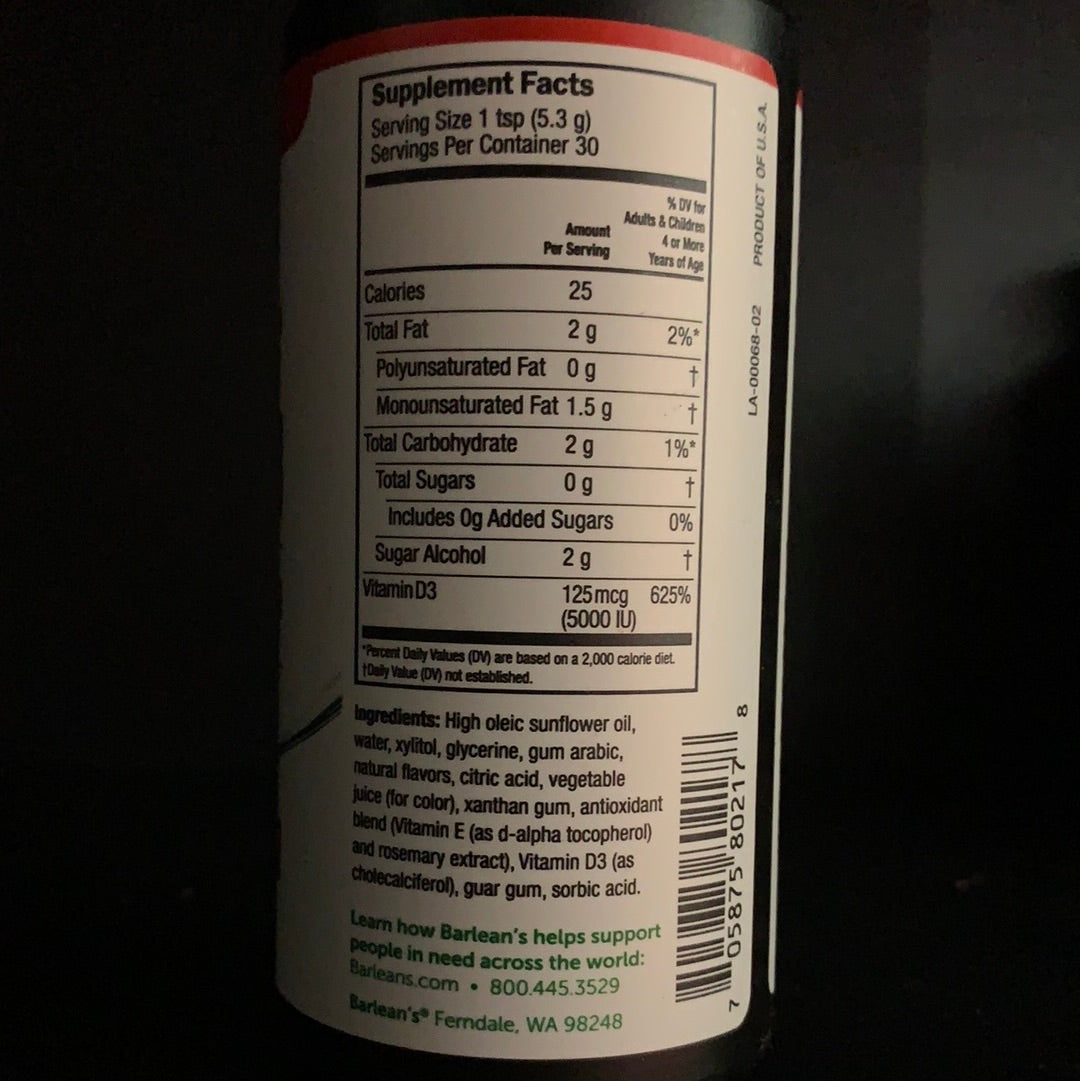 Supplement Facts
Serving Size 1 tsp (5.3 g)
Servings Per Container 30
Amount
Per Serving
% DV for
Adults & Children
4 or More
Years of Age
Calories 25
Total Fat 2 g 2%*
Polyunsaturated Fat 0 g †
Monounsaturated Fat 1.5 g †
Total Carbohydrate 2 g 1%*
Total Sugars 0 g †
Includes 0g Added Sugars 0%
Sugar Alcohol 2 g †
Vitamin D3 125 mcg 625%
(5000 IU)
*Percent Daily Values (DV) are based on a 2,000 calorie diet.
†Daily Value (DV) not established.
Ingredients: High oleic sunflower oil,
water, xylitol, glycerine, gum arabic,
natural flavors, citric acid, vegetable
juice (for color), xanthan gum, antioxidant
blend (Vitamin E (as d-alpha tocopherol)
and rosemary extract), Vitamin D3 (as
cholecalciferol), guar gum, sorbic acid.
Learn how Barlean's helps support
people in need across the world:
Barleans.com • 800.445.3529
Barlean's® Ferndale, WA 98248
LA-00068-02 PRODUCT OF U.S.A.
7 05875 80217 8